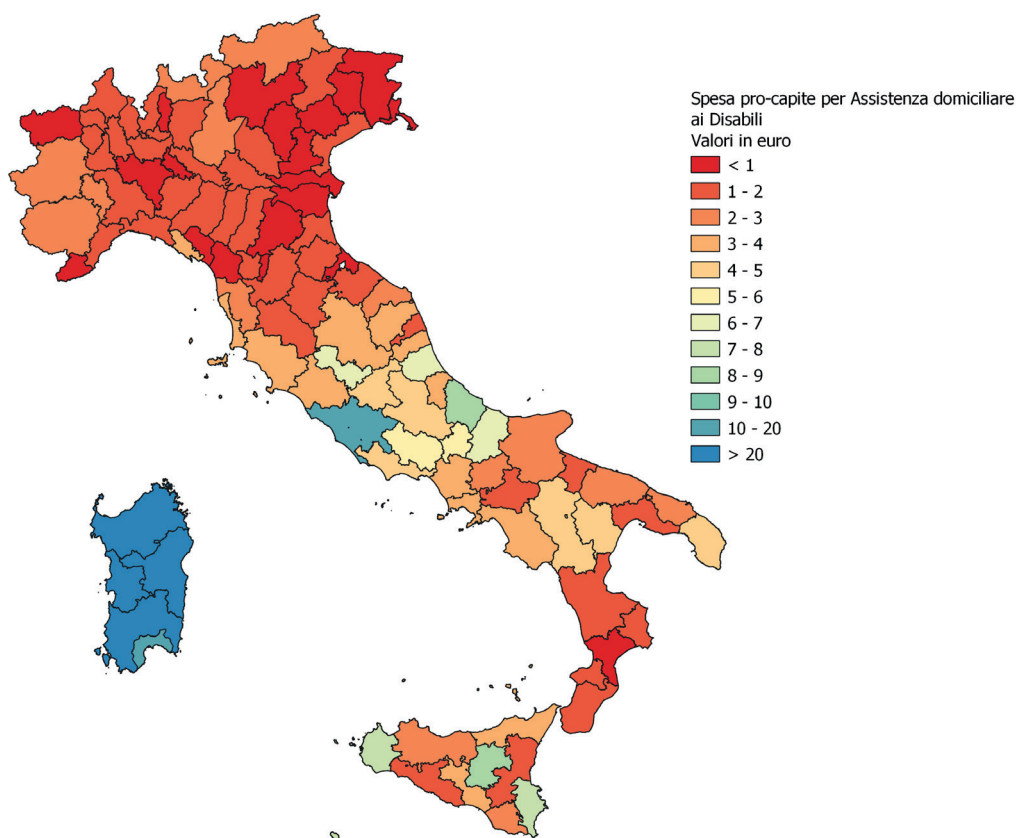 Spesa pro-capite per Assistenza domiciliare
ai Disabili
Valori in euro
< 1
1 - 2
2 - 3
3 - 4
4 - 5
5 - 6
6 - 7
7 - 8
8 - 9
9 - 10
10 - 20
> 20